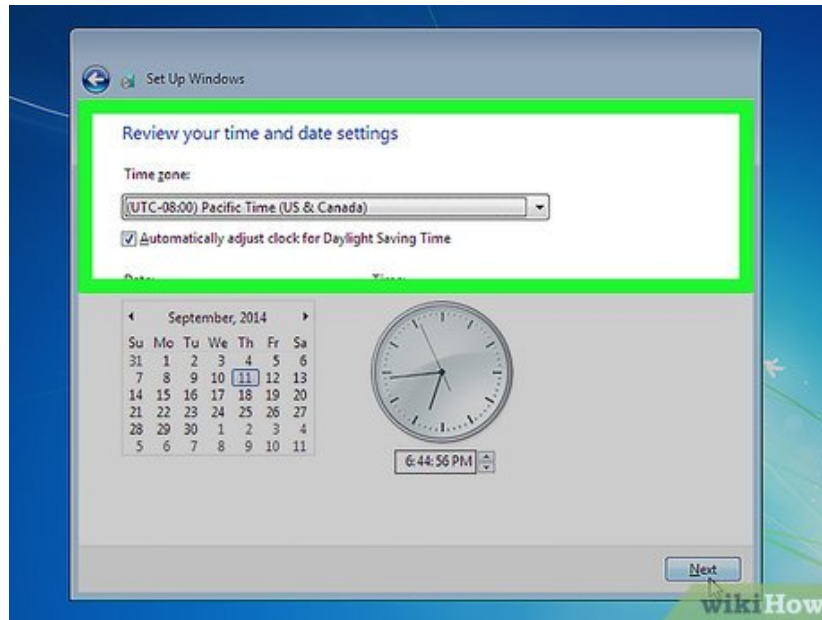 Set Up Windows
Review your time and date settings
Time zone:
(UTC-08:00) Pacific Time (US & Canada)
Automatically adjust clock for Daylight Saving Time
Date: Time:
September, 2014
Su Mo Tu We Th Fr Sa
31 1 2 3 4 5 6
7 8 9 10 11 12 13
14 15 16 17 18 19 20
21 22 23 24 25 26 27
28 29 30 1 2 3 4
5 6 7 8 9 10 11
6:44:56 PM
Next
wikiHow